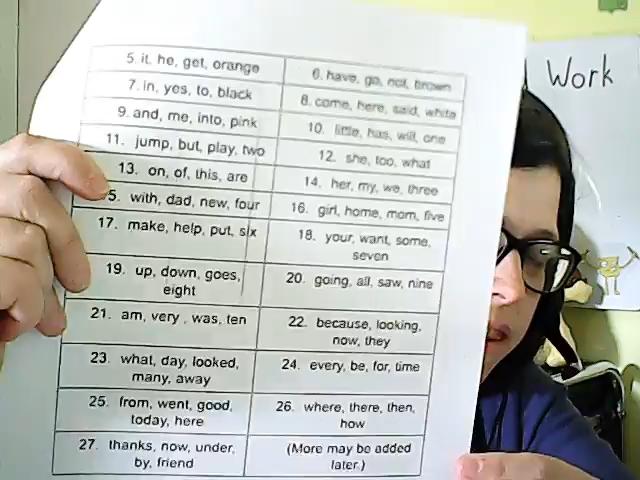 Work
5. it, he, get, orange
6. have, go, not, brown
7. in, yes, to, black
8. come, here, said, white
9. and, me, into, pink
10. little, has, will, one
11. jump, but, play, two
12. she, too, what
13. on, of, this, are
14. her, my, we, three
5. with, dad, new, four
16. girl, home, mom, five
17. make, help, put, six
18. your, want, some,
seven
19. up, down, goes,
eight
20. going, all, saw, nine
21. am, very , was, ten
22. because, looking,
now, they
23. what, day, looked,
many, away
24. every, be, for, time
25. from, went, good,
today, here
26. where, there, then,
how
27. thanks, now, under,
by, friend
(More may be added
later.)